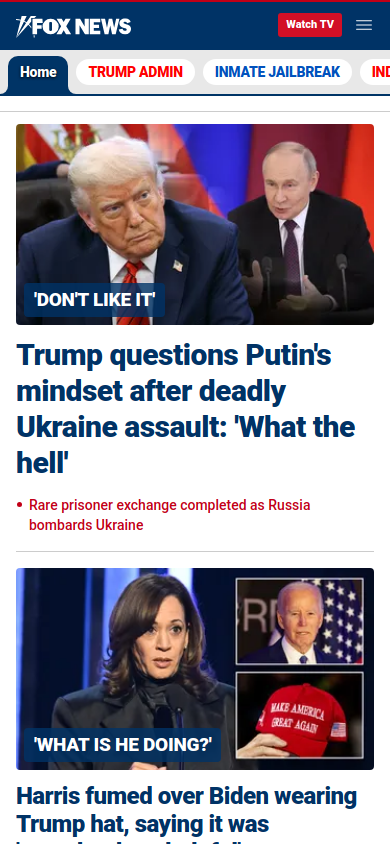 FOX NEWS
Watch TV
Home
TRUMP ADMIN
INMATE JAILBREAK
'DON'T LIKE IT'
Trump questions Putin's
mindset after deadly
Ukraine assault: 'What the
hell'
• Rare prisoner exchange completed as Russia
bombards Ukraine
MAKE AMERICA
GREAT AGAIN
'WHAT IS HE DOING?'
Harris fumed over Biden wearing
Trump hat, saying it was